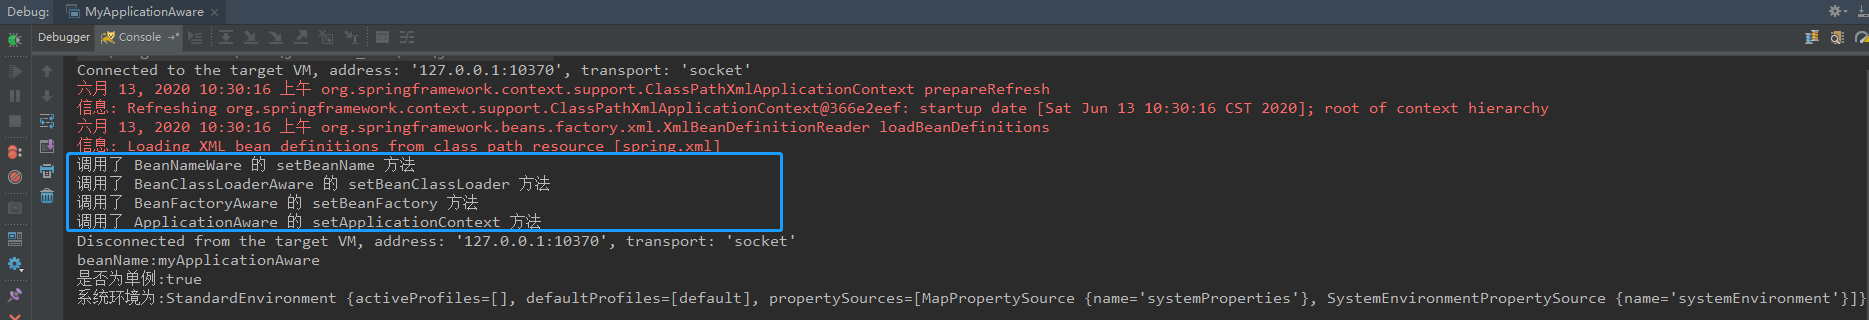 Debug: MyApplicationAware
Debugger Console
Connected to the target VM, address: '127.0.0.1:10370', transport: 'socket'
六月 13, 2020 10:30:16 上午 org.springframework.context.support.ClassPathXmlApplicationContext prepareRefresh
信息: Refreshing org.springframework.context.support.ClassPathXmlApplicationContext@366e2eef: startup date [Sat Jun 13 10:30:16 CST 2020]; root of context hierarchy
六月 13, 2020 10:30:16 上午 org.springframework.beans.factory.xml.XmlBeanDefinitionReader loadBeanDefinitions
信息: Loading XML bean definitions from class path resource [spring.xml]
调用了 BeanNameWare 的 setBeanName 方法
调用了 BeanClassLoaderAware 的 setBeanClassLoader 方法
调用了 BeanFactoryAware 的 setBeanFactory 方法
调用了 ApplicationAware 的 setApplicationContext 方法
Disconnected from the target VM, address: '127.0.0.1:10370', transport: 'socket'
beanName:myApplicationAware
是否为单例:true
系统环境为:StandardEnvironment {activeProfiles=[], defaultProfiles=[default], propertySources=[MapPropertySource {name='systemProperties'}, SystemEnvironmentPropertySource {name='systemEnvironment'}]}